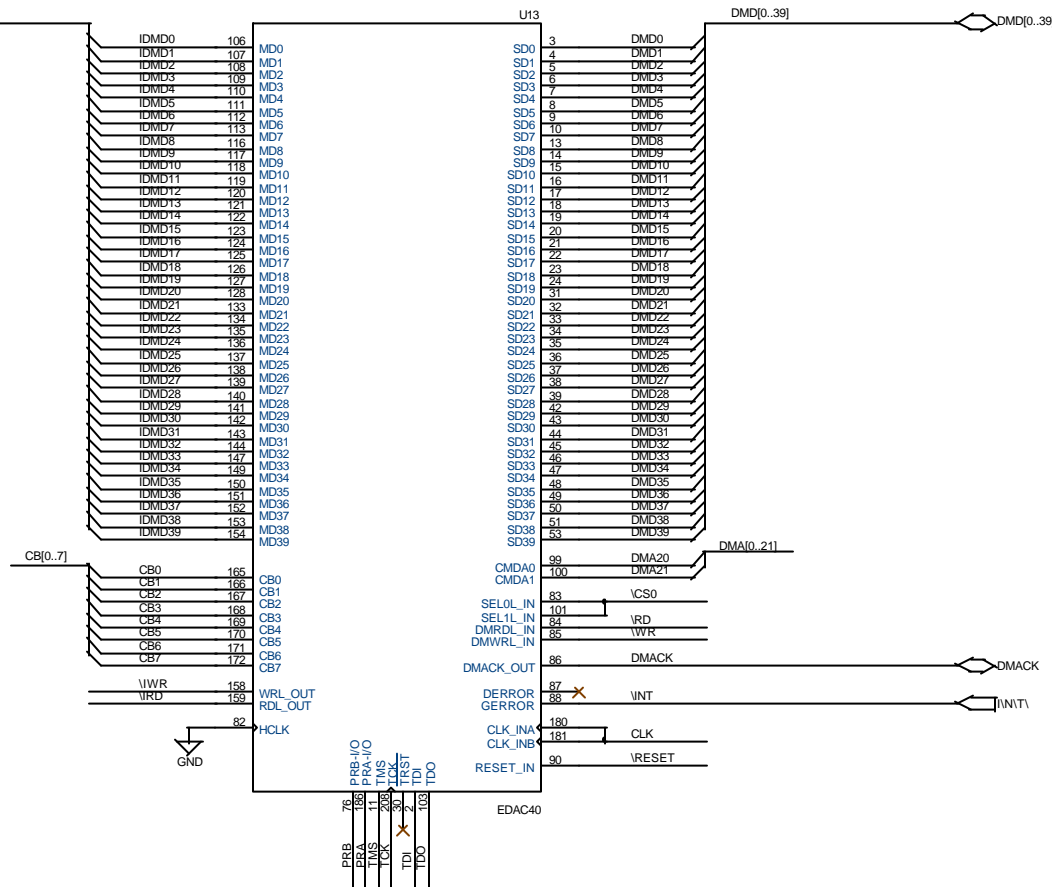 U13
DMD[0..39]
DMD[0..39
IDMD0 106 MD0 SD0 3 DMD0
IDMD1 107 MD1 SD1 4 DMD1
IDMD2 108 MD2 SD2 5 DMD2
IDMD3 109 MD3 SD3 6 DMD3
IDMD4 110 MD4 SD4 7 DMD4
IDMD5 111 MD5 SD5 8 DMD5
IDMD6 112 MD6 SD6 9 DMD6
IDMD7 113 MD7 SD7 10 DMD7
IDMD8 116 MD8 SD8 13 DMD8
IDMD9 117 MD9 SD9 14 DMD9
IDMD10 118 MD10 SD10 15 DMD10
IDMD11 119 MD11 SD11 16 DMD11
IDMD12 120 MD12 SD12 17 DMD12
IDMD13 121 MD13 SD13 18 DMD13
IDMD14 122 MD14 SD14 19 DMD14
IDMD15 123 MD15 SD15 20 DMD15
IDMD16 124 MD16 SD16 21 DMD16
IDMD17 125 MD17 SD17 22 DMD17
IDMD18 126 MD18 SD18 23 DMD18
IDMD19 127 MD19 SD19 24 DMD19
IDMD20 128 MD20 SD20 31 DMD20
IDMD21 133 MD21 SD21 32 DMD21
IDMD22 134 MD22 SD22 33 DMD22
IDMD23 135 MD23 SD23 34 DMD23
IDMD24 136 MD24 SD24 35 DMD24
IDMD25 137 MD25 SD25 36 DMD25
IDMD26 138 MD26 SD26 37 DMD26
IDMD27 139 MD27 SD27 38 DMD27
IDMD28 140 MD28 SD28 39 DMD28
IDMD29 141 MD29 SD29 42 DMD29
IDMD30 142 MD30 SD30 43 DMD30
IDMD31 143 MD31 SD31 44 DMD31
IDMD32 144 MD32 SD32 45 DMD32
IDMD33 147 MD33 SD33 46 DMD33
IDMD34 149 MD34 SD34 47 DMD34
IDMD35 150 MD35 SD35 48 DMD35
IDMD36 151 MD36 SD36 49 DMD36
IDMD37 152 MD37 SD37 50 DMD37
IDMD38 153 MD38 SD38 51 DMD38
IDMD39 154 MD39 SD39 53 DMD39
CB[0..7]
DMA[0..21]
CMDA0 99 DMA20
CMDA1 100 DMA21
CB0 165 CB0
CB1 166 CB1
CB2 167 CB2
CB3 168 CB3
CB4 169 CB4
CB5 170 CB5
CB6 171 CB6
CB7 172 CB7
SEL0L_IN 83 \CS0
SEL1L_IN 101
DMRDL_IN 84 \RD
DMWRL_IN 85 \WR
DMACK_OUT 86 DMACK
DMACK
\IWR 158 WRL_OUT
\IRD 159 RDL_OUT
DERROR 87
GERROR 88 \INT
I\N\T\
82 HCLK
GND
CLK_INA 180
CLK_INB 181 CLK
RESET_IN 90 \RESET
PRB-I/O 76 PRB
PRA-I/O 186 PRA
TMS 11 TMS
TCK 208 TCK
TRST 30
TDI 2 TDI
TDO 103 TDO
EDAC40